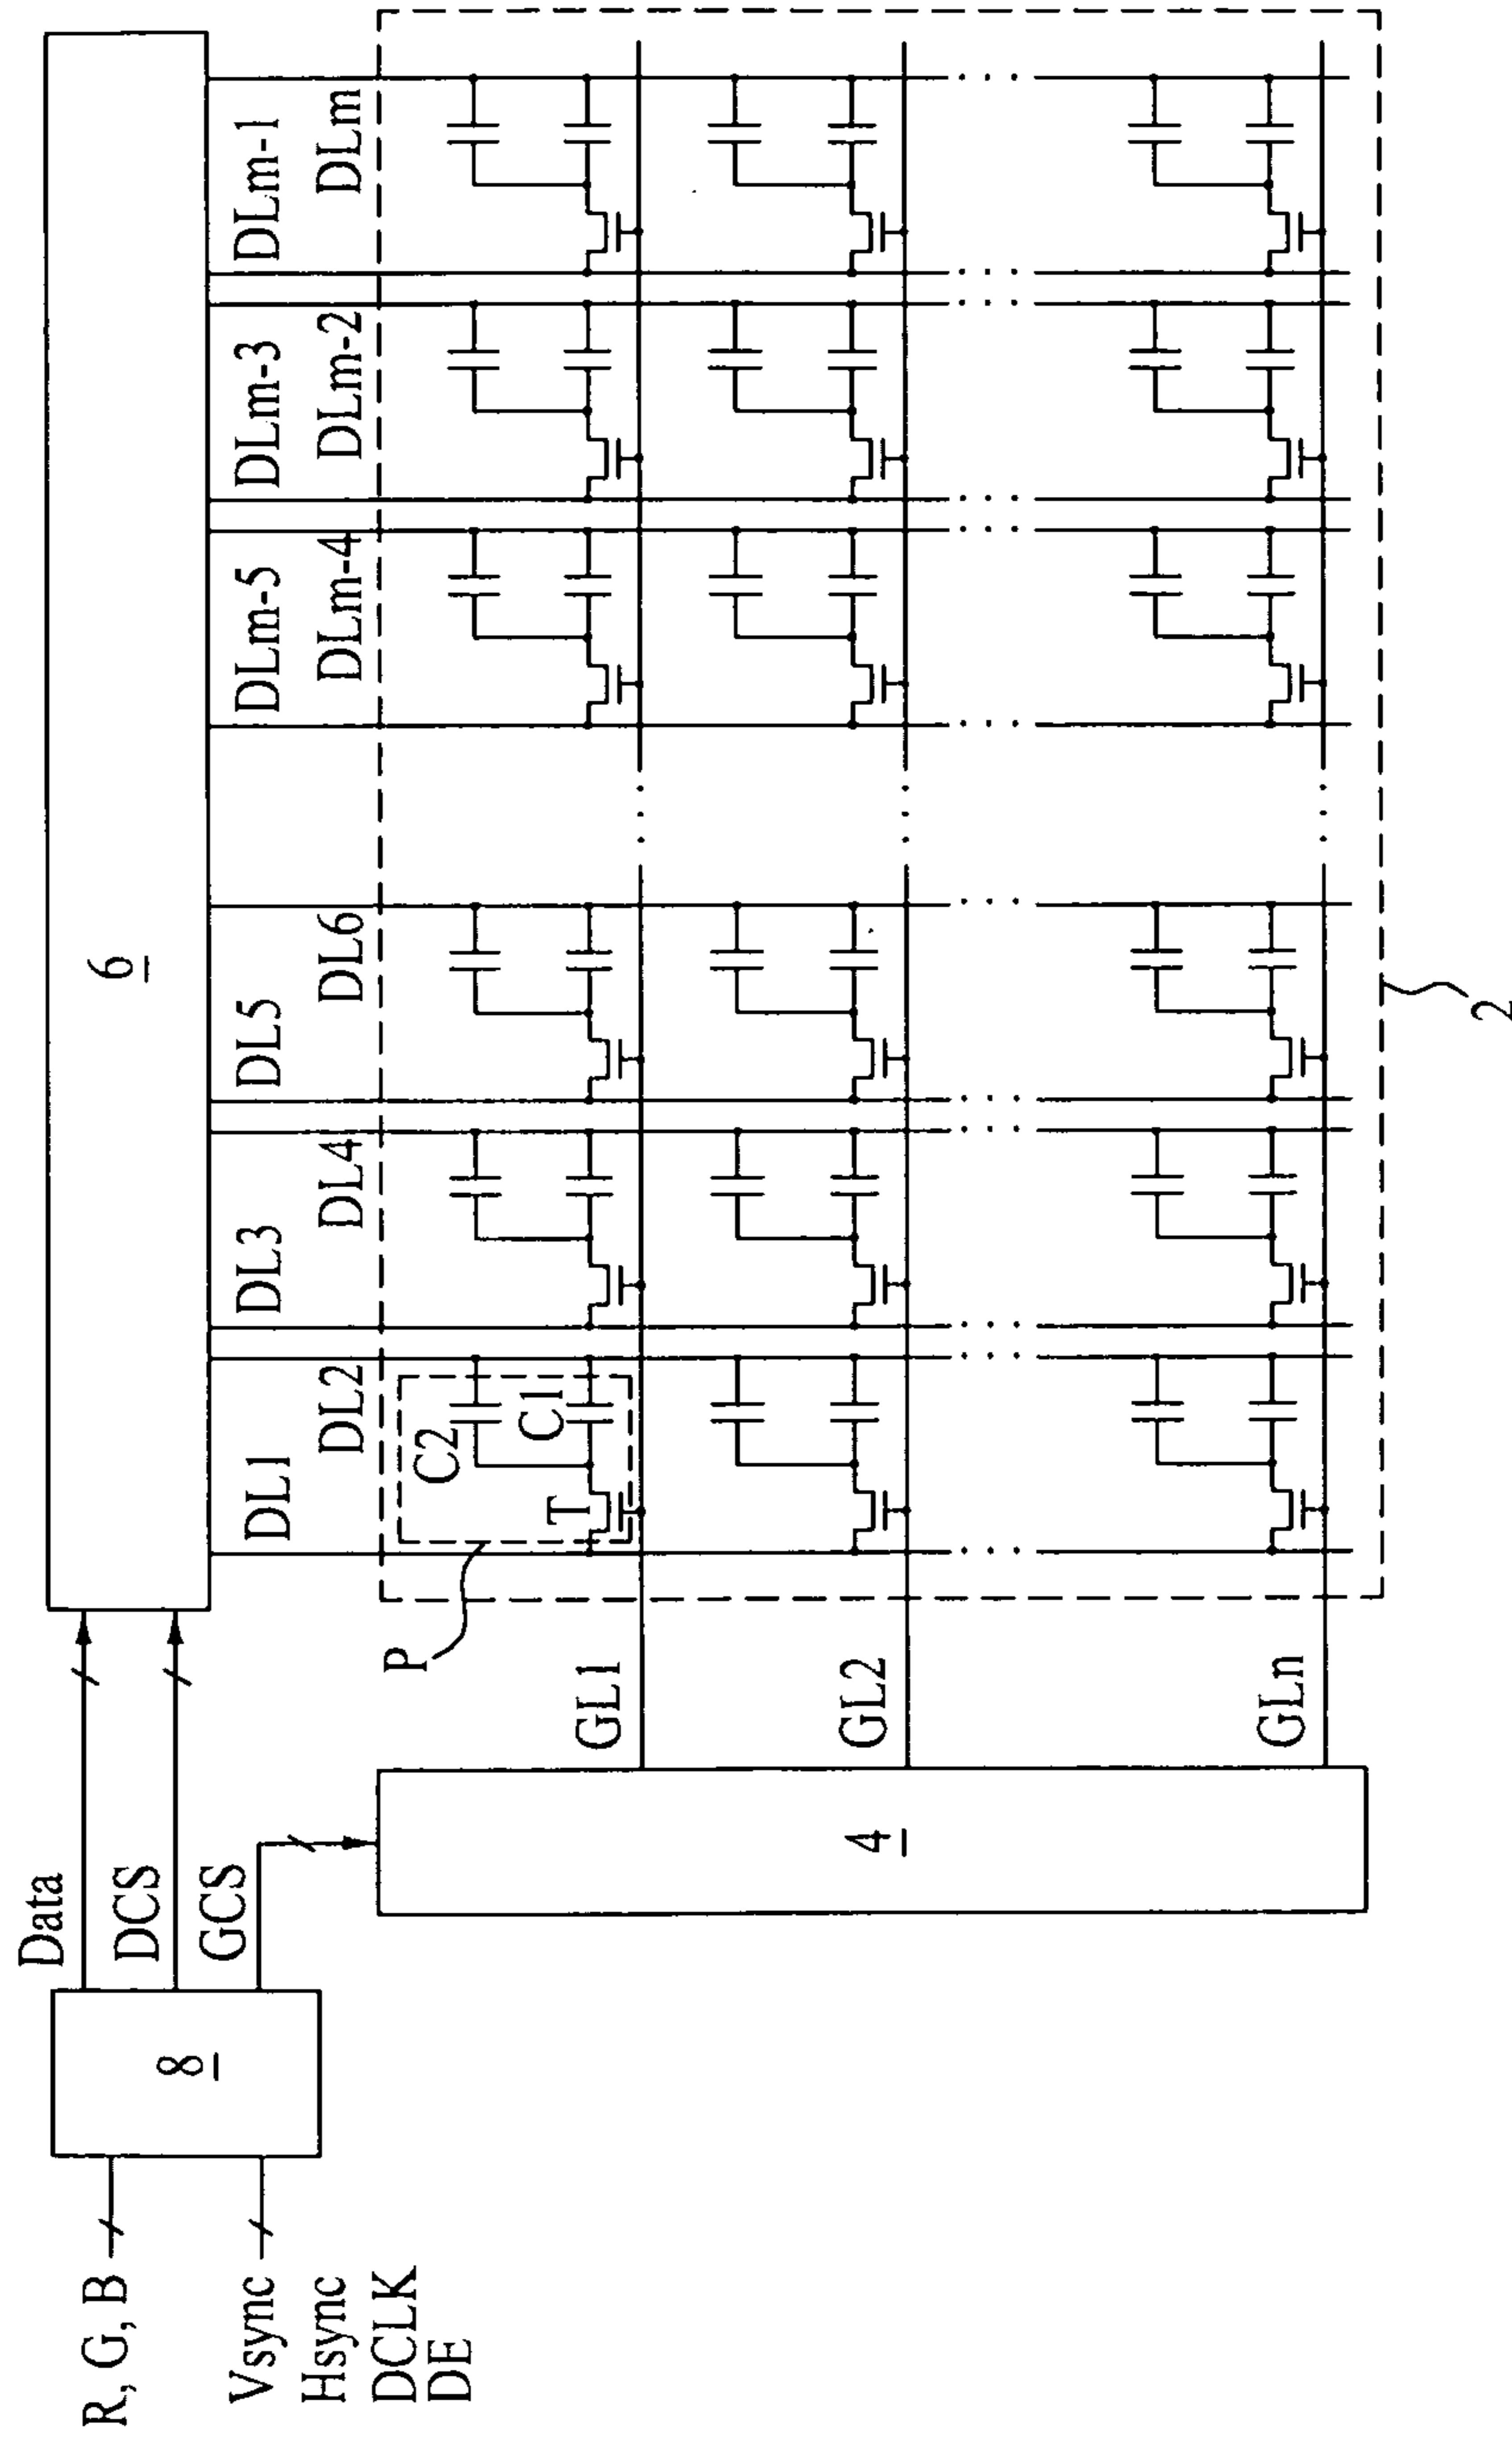 R, G, B
Vsync
Hsync
DCLK
DE
8
Data
DCS
GCS
6
4
DL1
DL2
DL3
DL4
DL5
DL6
DLm-5
DLm-4
DLm-3
DLm-2
DLm-1
DLm
P
C2
C1
T
GL1
GL2
GLn
2